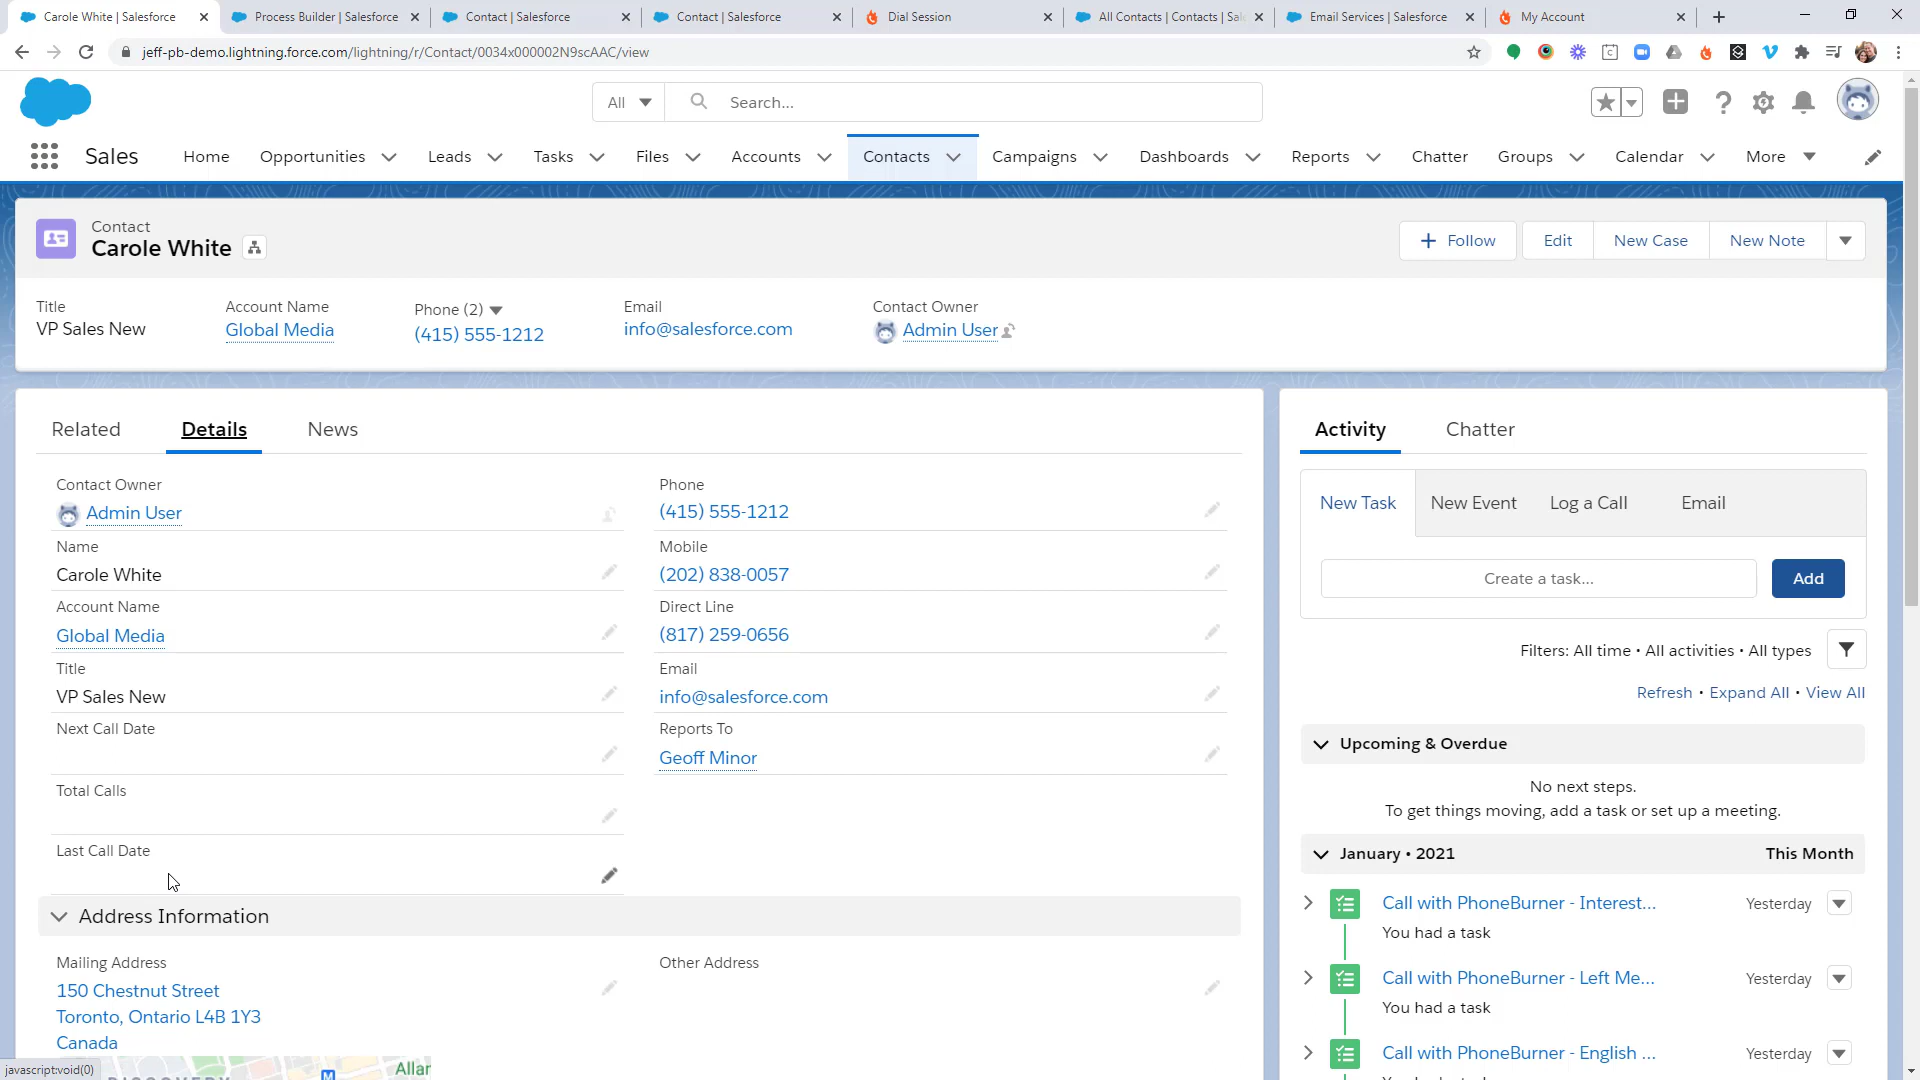 Carole White | Salesforce
Process Builder | Salesforce
Contact | Salesforce
Contact | Salesforce
Dial Session
All Contacts | Contacts | Sal
Email Services | Salesforce
My Account
jeff-pb-demo.lightning.force.com/lightning/r/Contact/0034x000002N9scAAC/view
All
Search...
Sales
Home
Opportunities
Leads
Tasks
Files
Accounts
Contacts
Campaigns
Dashboards
Reports
Chatter
Groups
Calendar
More
Contact
Carole White
Follow
Edit
New Case
New Note
Title
VP Sales New
Account Name
Global Media
Phone (2)
(415) 555-1212
Email
info@salesforce.com
Contact Owner
Admin User
Related
Details
News
Contact Owner
Admin User
Name
Carole White
Account Name
Global Media
Title
VP Sales New
Next Call Date
Total Calls
Last Call Date
Phone
(415) 555-1212
Mobile
(202) 838-0057
Direct Line
(817) 259-0656
Email
info@salesforce.com
Reports To
Geoff Minor
Address Information
Mailing Address
150 Chestnut Street
Toronto, Ontario L4B 1Y3
Canada
Other Address
Activity
Chatter
New Task
New Event
Log a Call
Email
Create a task...
Add
Filters: All time • All activities • All types
Refresh • Expand All • View All
Upcoming & Overdue
No next steps.
To get things moving, add a task or set up a meeting.
January • 2021
This Month
Call with PhoneBurner - Interest...
Yesterday
You had a task
Call with PhoneBurner - Left Me...
Yesterday
You had a task
Call with PhoneBurner - English ...
Yesterday
javascript:void(0)
Allan